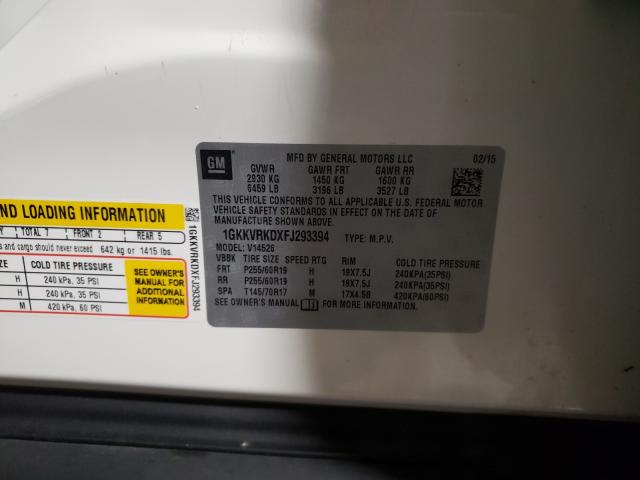 GM
MFD BY GENERAL MOTORS LLC 02/15
GVWR GAWR FRT GAWR RR
2930 KG 1450 KG 1600 KG
6459 LB 3196 LB 3527 LB
THIS VEHICLE CONFORMS TO ALL APPLICABLE U.S. FEDERAL MOTOR
VEHICLE SAFETY STANDARDS IN EFFECT ON THE DATE OF
MANUFACTURE SHOWN ABOVE.
1GKKVRKDXFJ293394 TYPE: M.P.V.
MODEL: V14526
VBBK TIRE SIZE SPEED RTG RIM COLD TIRE PRESSURE
FRT P255/60R19 H 19X7.5J 240KPA(35PSI)
RR P255/60R19 H 19X7.5J 240KPA(35PSI)
SPA T145/70R17 M 17X4.5B 420KPA(60PSI)
SEE OWNER'S MANUAL FOR MORE INFORMATION.
ND LOADING INFORMATION
Y TOTAL 7 FRONT 2 REAR 5
s and cargo should never exceed 642 kg or 1415 lbs.
ZE COLD TIRE PRESSURE
H 240 kPa, 35 PSI
H 240 kPa, 35 PSI
M 420 kPa, 60 PSI
SEE OWNER'S
MANUAL FOR
ADDITIONAL
INFORMATION
1GKKVRKDXFJ293394